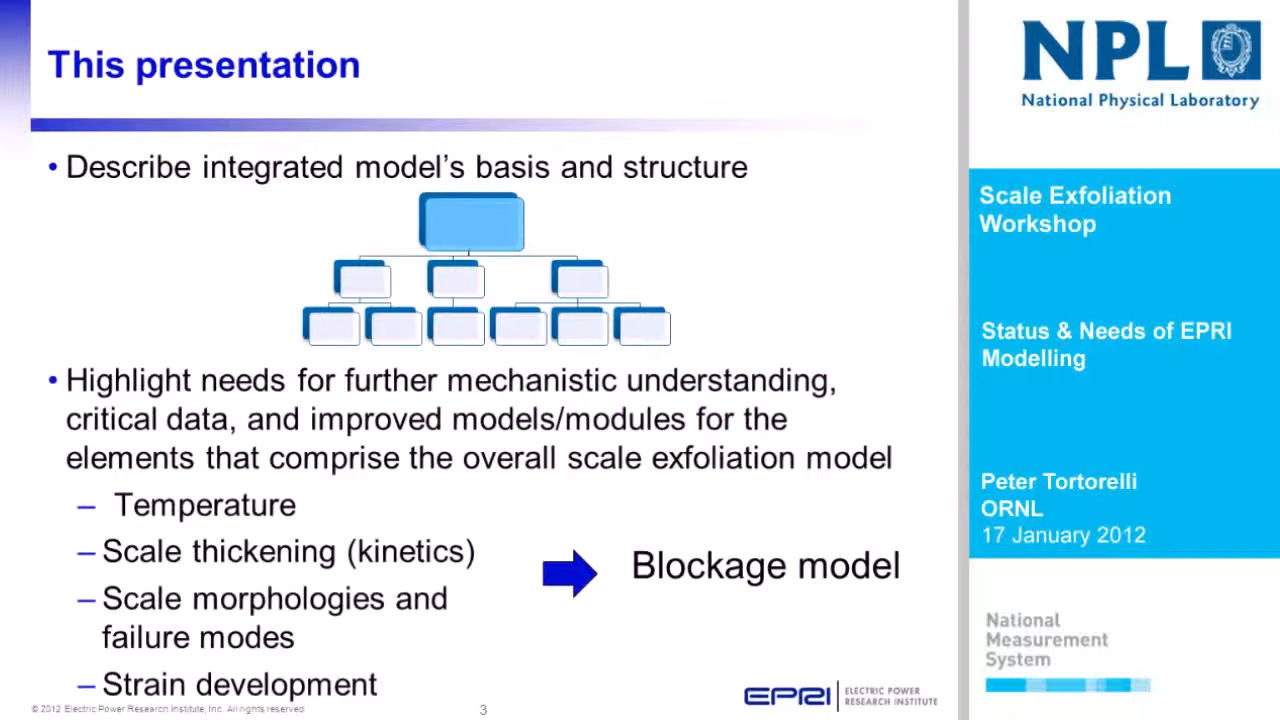 This presentation
• Describe integrated model's basis and structure
• Highlight needs for further mechanistic understanding,
critical data, and improved models/modules for the
elements that comprise the overall scale exfoliation model
– Temperature
– Scale thickening (kinetics)
– Scale morphologies and
failure modes
– Strain development
Blockage model
© 2012 Electric Power Research Institute, Inc. All rights reserved
3
EPRI
ELECTRIC POWER
RESEARCH INSTITUTE
NPL
National Physical Laboratory
Scale Exfoliation
Workshop
Status & Needs of EPRI
Modelling
Peter Tortorelli
ORNL
17 January 2012
National
Measurement
System